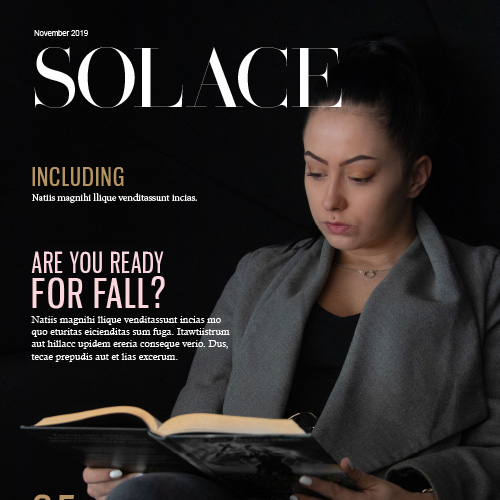 November 2019
SOLACE
INCLUDING
Natiis magnihi llique venditassunt incias.
ARE YOU READY
FOR FALL?
Natiis magnihi llique venditassunt incias mo
quo eturitas eicienditas sum fuga. Itawtiistrum
aut hillacc upidem ereria conseque verio. Dus,
tecae prepudis aut et lias excerum.